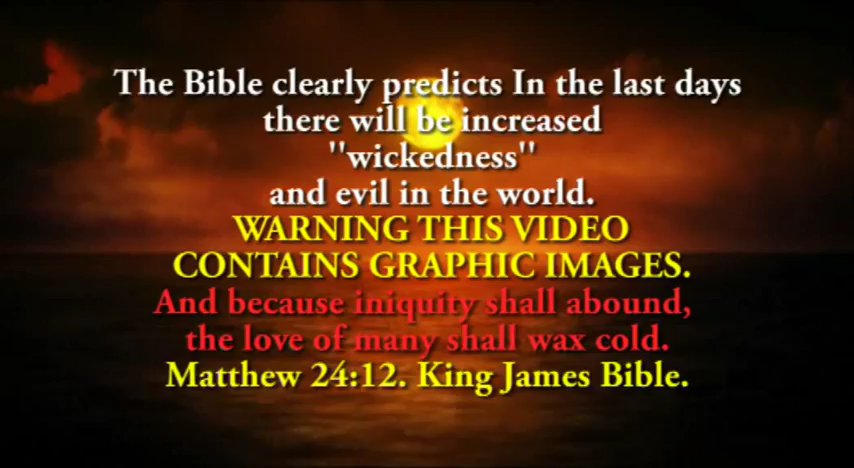 The Bible clearly predicts In the last days
there will be increased
"wickedness"
and evil in the world.
WARNING THIS VIDEO
CONTAINS GRAPHIC IMAGES.
And because iniquity shall abound,
the love of many shall wax cold.
Matthew 24:12. King James Bible.